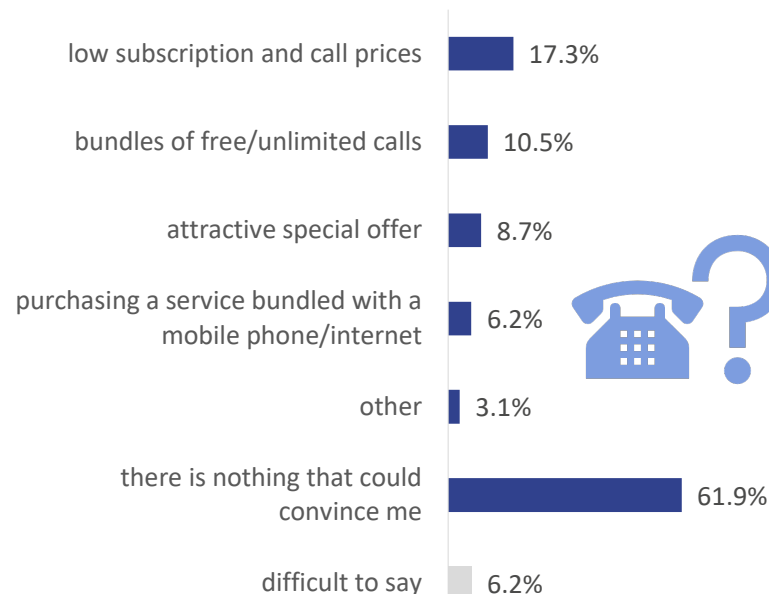 low subscription and call prices 17.3%
bundles of free/unlimited calls 10.5%
attractive special offer 8.7%
purchasing a service bundled with a
mobile phone/internet 6.2%
other 3.1%
there is nothing that could
convince me 61.9%
difficult to say 6.2%